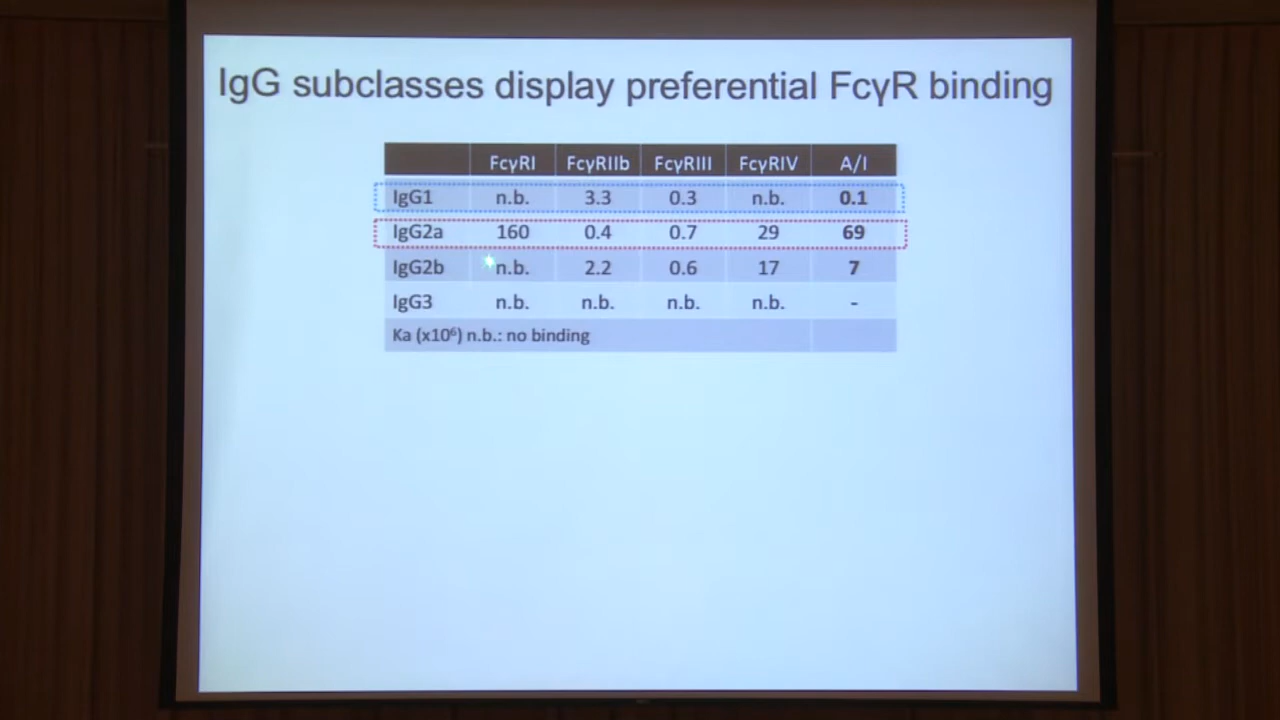 IgG subclasses display preferential FcγR binding
FcγRI FcγRIIb FcγRIII FcγRIV A/I
IgG1 n.b. 3.3 0.3 n.b. 0.1
IgG2a 160 0.4 0.7 29 69
IgG2b n.b. 2.2 0.6 17 7
IgG3 n.b. n.b. n.b. n.b. -
Ka (x10⁶) n.b.: no binding